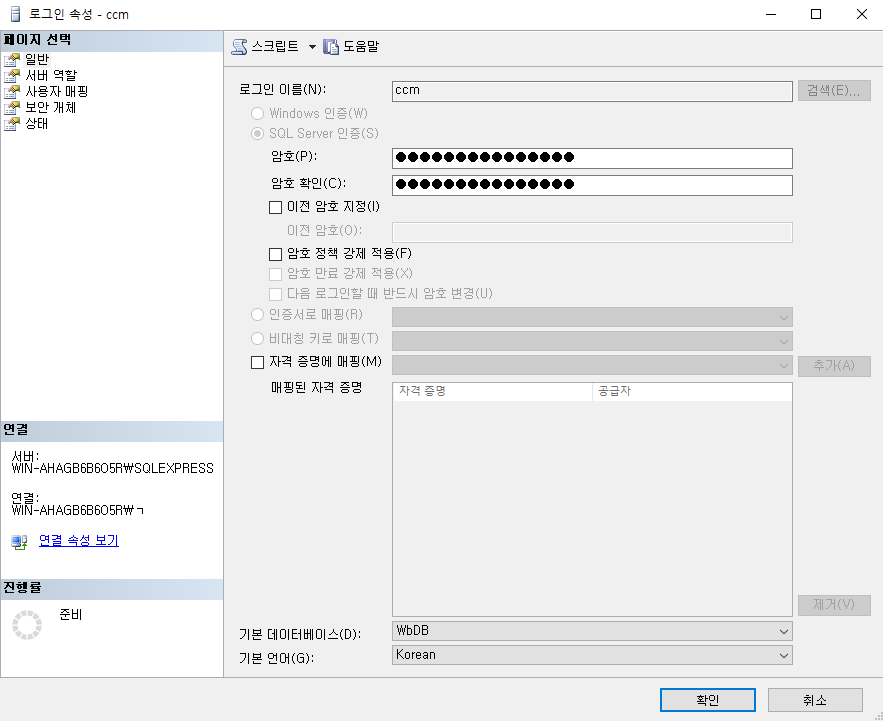 로그인 속성 - ccm
페이지 선택
일반
서버 역할
사용자 매핑
보안 개체
상태
연결
서버:
WIN-AHAGB6B6O5R\SQLEXPRESS
연결:
WIN-AHAGB6B6O5R\ㄱ
연결 속성 보기
진행률
준비
스크립트 도움말
로그인 이름(N): ccm 검색(E)...
Windows 인증(W)
SQL Server 인증(S)
암호(P): ●●●●●●●●●●●●●●●
암호 확인(C): ●●●●●●●●●●●●●●●
이전 암호 지정(I)
이전 암호(O):
암호 정책 강제 적용(F)
암호 만료 강제 적용(X)
다음 로그인할 때 반드시 암호 변경(U)
인증서로 매핑(R)
비대칭 키로 매핑(T)
자격 증명에 매핑(M) 추가(A)
매핑된 자격 증명 자격 증명 공급자
제거(V)
기본 데이터베이스(D): WbDB
기본 언어(G): Korean
확인 취소